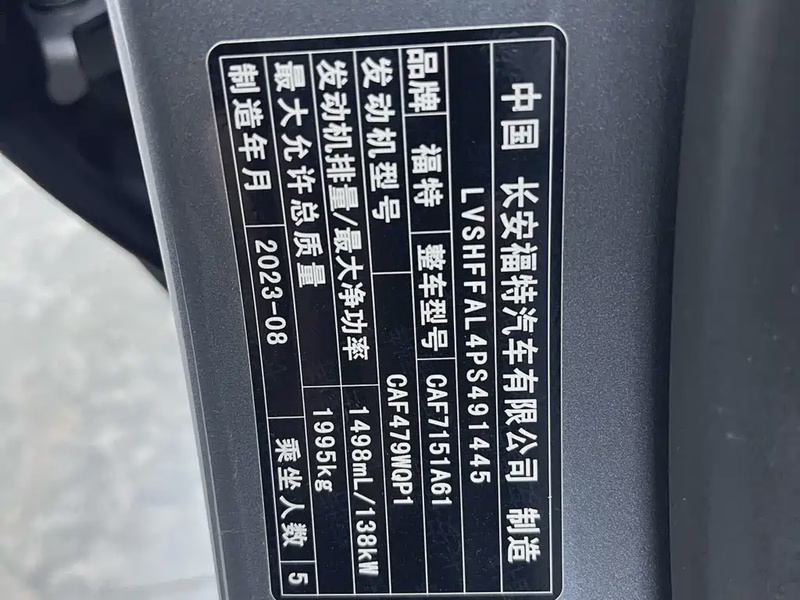 中国 长安福特汽车有限公司 制造
LVSHFFAL4PS491445
品牌 福特 整车型号 CAF7151A61
发动机型号 CAF479WQP1
发动机排量/最大净功率 1498mL/138kW
最大允许总质量 1995kg
制造年月 2023-08 乘坐人数 5